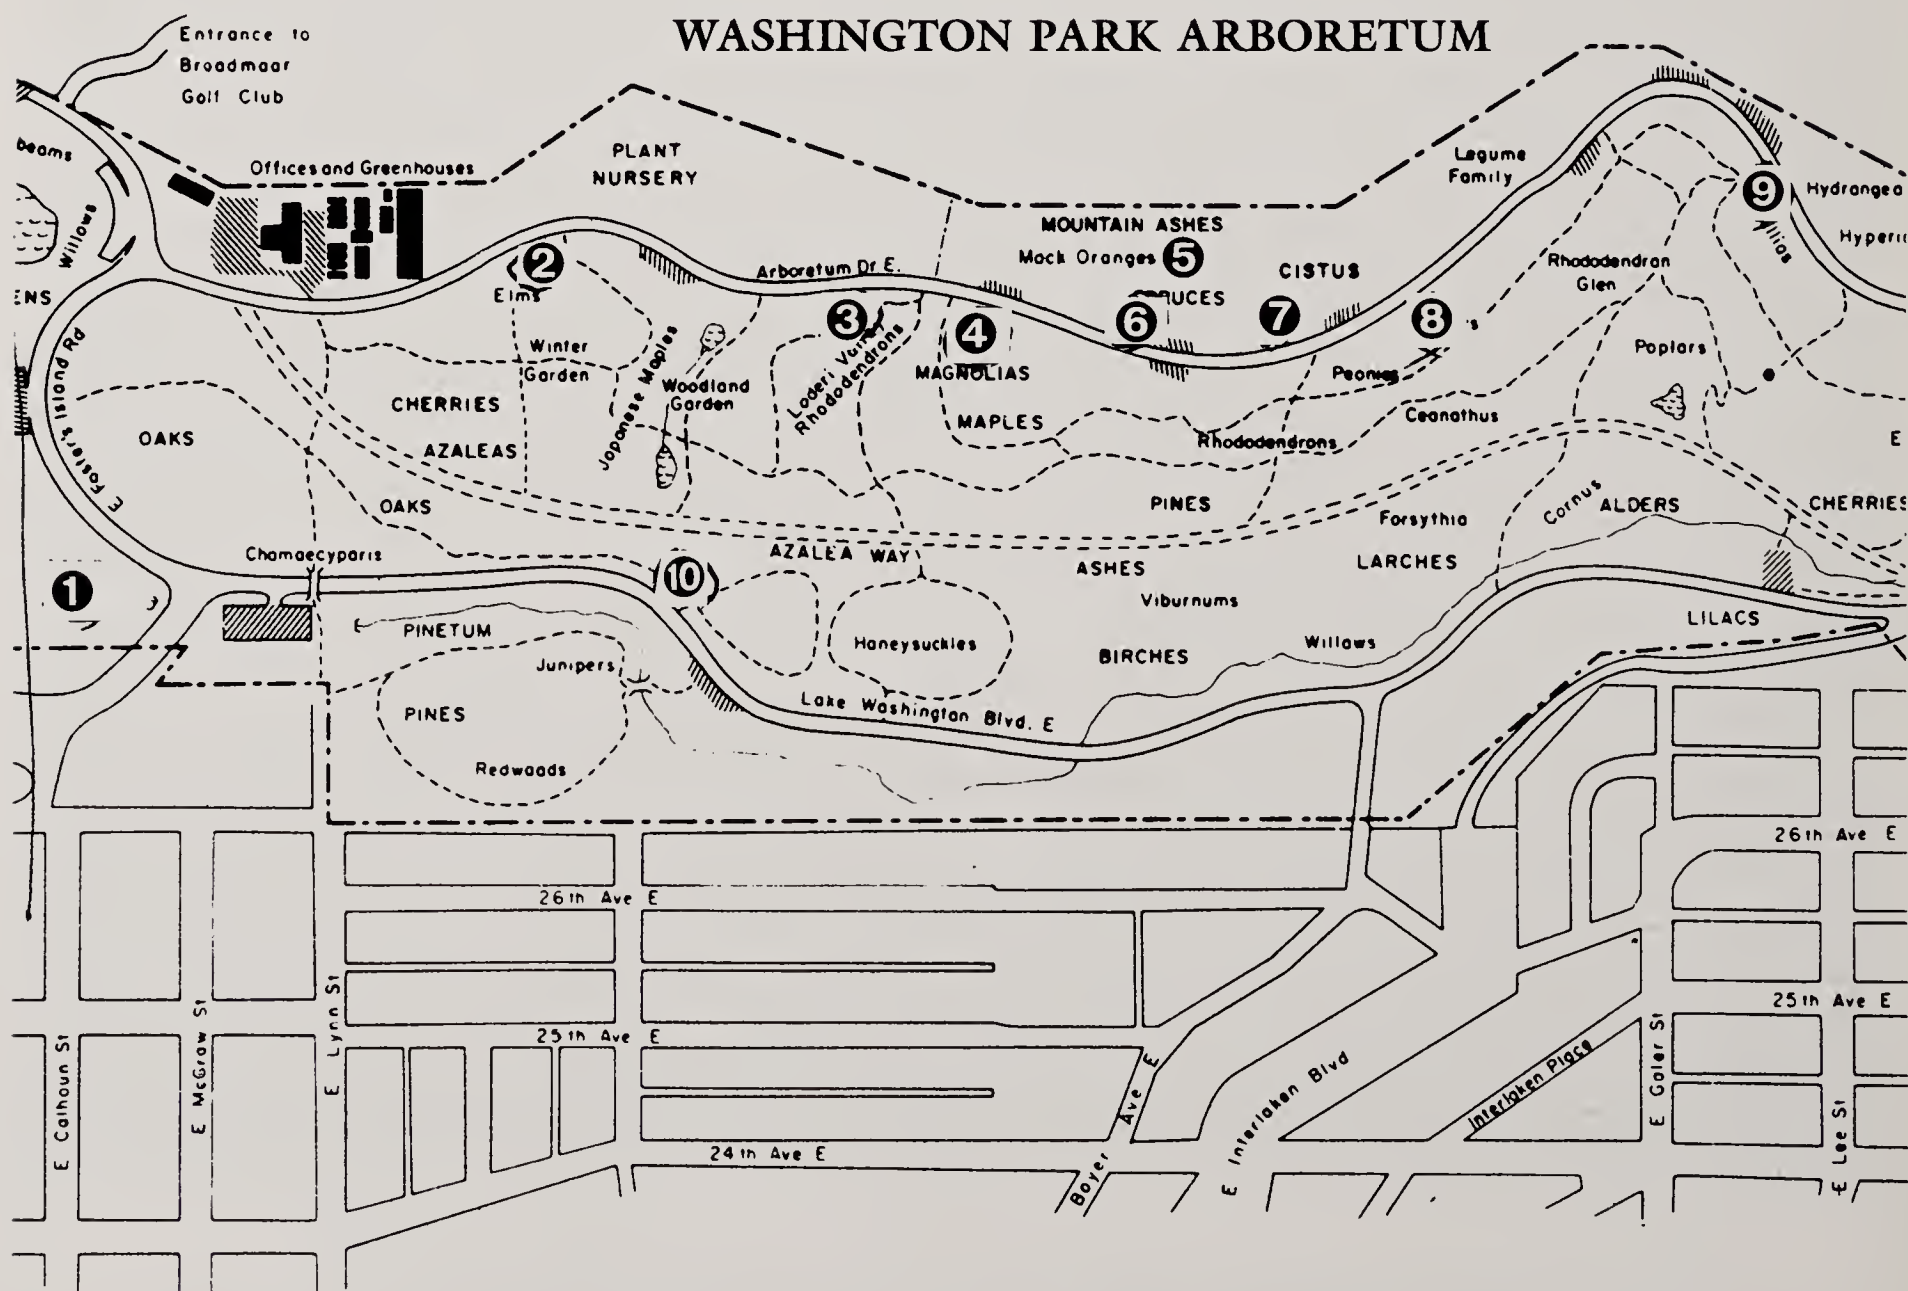 WASHINGTON PARK ARBORETUM
Entrance to
Broadmoor
Golf Club
beams
Willows
ENS
Offices and Greenhouses
PLANT
NURSERY
Legume
Family
9
Hydrangea
MOUNTAIN ASHES
Mock Oranges
5
CISTUS
Arboretum Dr E.
2
Elms
UCES
Rhododendron
Glen
3
4
6
7
8
's
E Foster's Island Rd
Winter
Garden
Japanese Maples
Woodland
Garden
Rhododendrons
MAGNOLIAS
Peonies
Poplars
CHERRIES
MAPLES
Ceanothus
OAKS
AZALEAS
Rhododendrons
E
OAKS
PINES
Forsythia
Cornus
ALDERS
CHERRIES
Chamaecyparis
AZALEA WAY
ASHES
LARCHES
1
10
Viburnums
PINETUM
Honeysuckles
LILACS
Junipers
BIRCHES
Willows
PINES
Lake Washington Blvd. E
Redwoods
26th Ave E
26th Ave E
25th Ave E
25th Ave E
24th Ave E
E Calhoun St
E McGraw St
E Lynn St
Boyer Ave E
E Interlaken Blvd
Interlaken Place
E Galer St
E Lee St